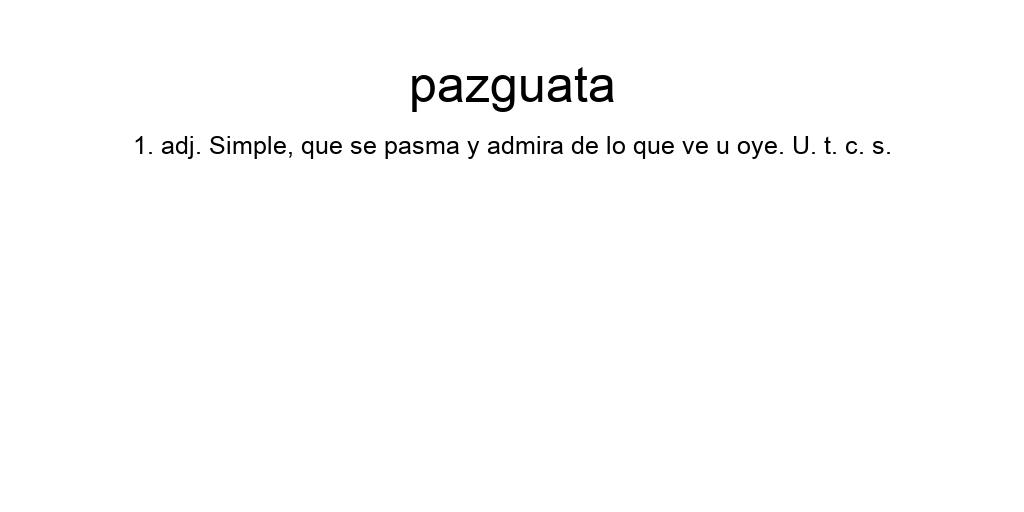 pazguata
1. adj. Simple, que se pasma y admira de lo que ve u oye. U. t. c. s.